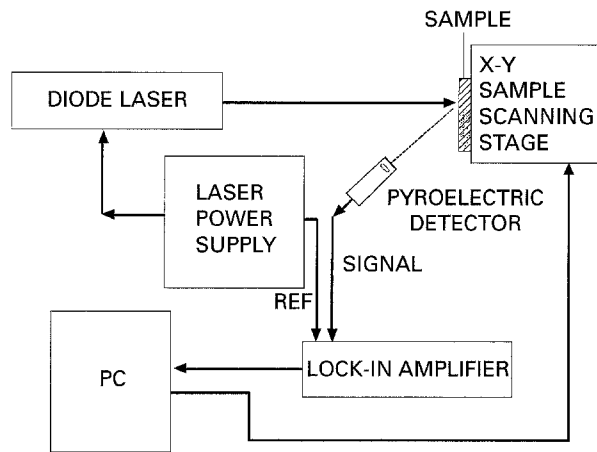 SAMPLE
DIODE LASER
X-Y
SAMPLE
SCANNING
STAGE
LASER
POWER
SUPPLY
PYROELECTRIC
DETECTOR
SIGNAL
REF
LOCK-IN AMPLIFIER
PC